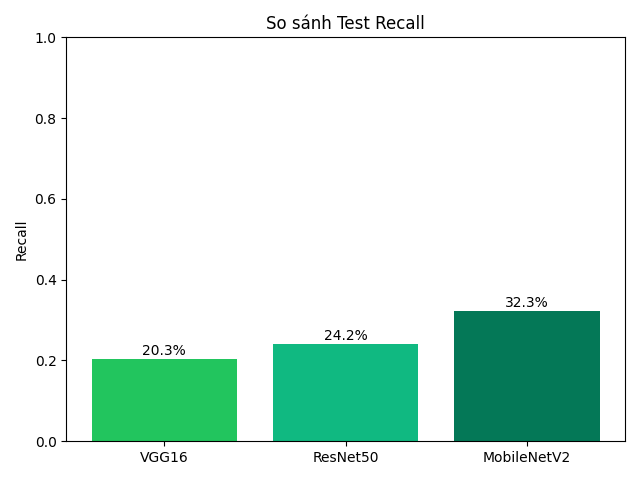 So sánh Test Recall
1.0
0.8
0.6
0.4
0.2
0.0
Recall
20.3%
24.2%
32.3%
VGG16
ResNet50
MobileNetV2